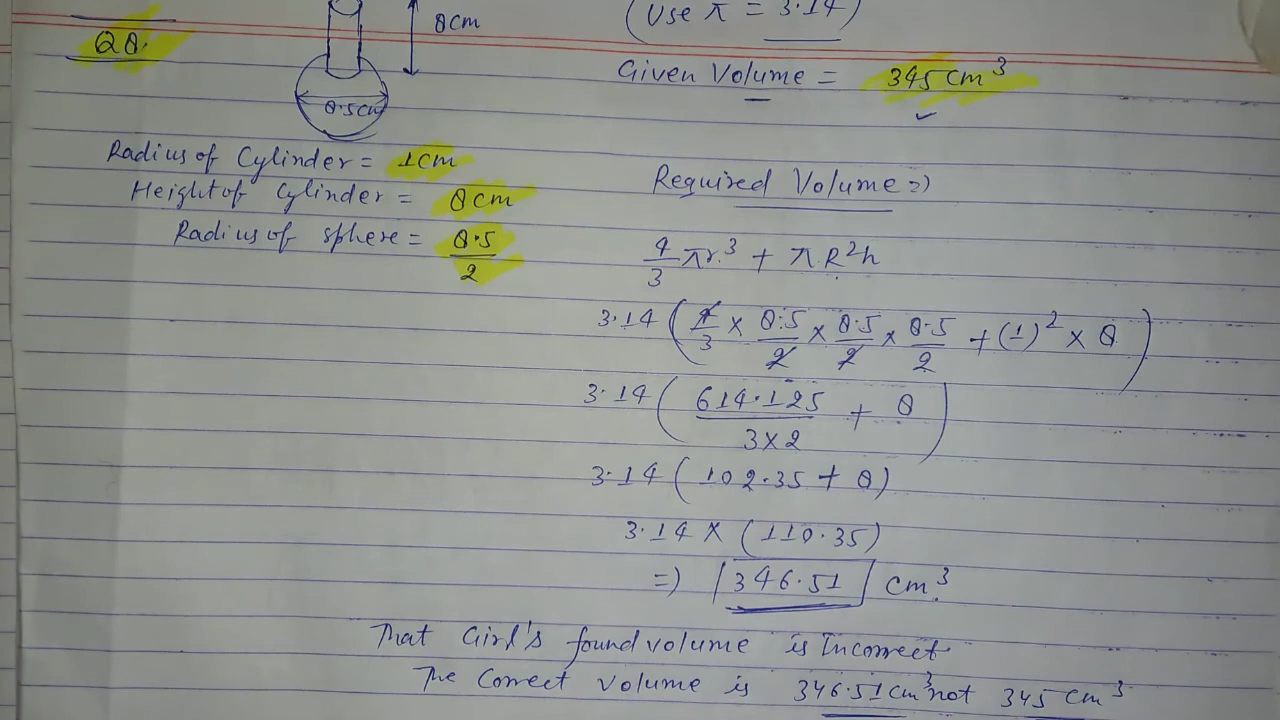 (Use π = 3.14)
Q8.
8cm
8.5cm
Given Volume = 345 cm³
Radius of Cylinder = 1cm
Height of Cylinder = 8cm
Radius of sphere = 8.5/2
Required Volume =)
4/3 πr³ + πR²h
3.14 (4/3 × 8.5/2 × 8.5/2 × 8.5/2 + (1)² × 8)
3.14 (614.125/3×2 + 8)
3.14 (102.35 + 8)
3.14 × (110.35)
=) 346.51 cm³
That Girl's found volume is Incorrect
The Correct volume is 346.51 cm³ not 345 cm³